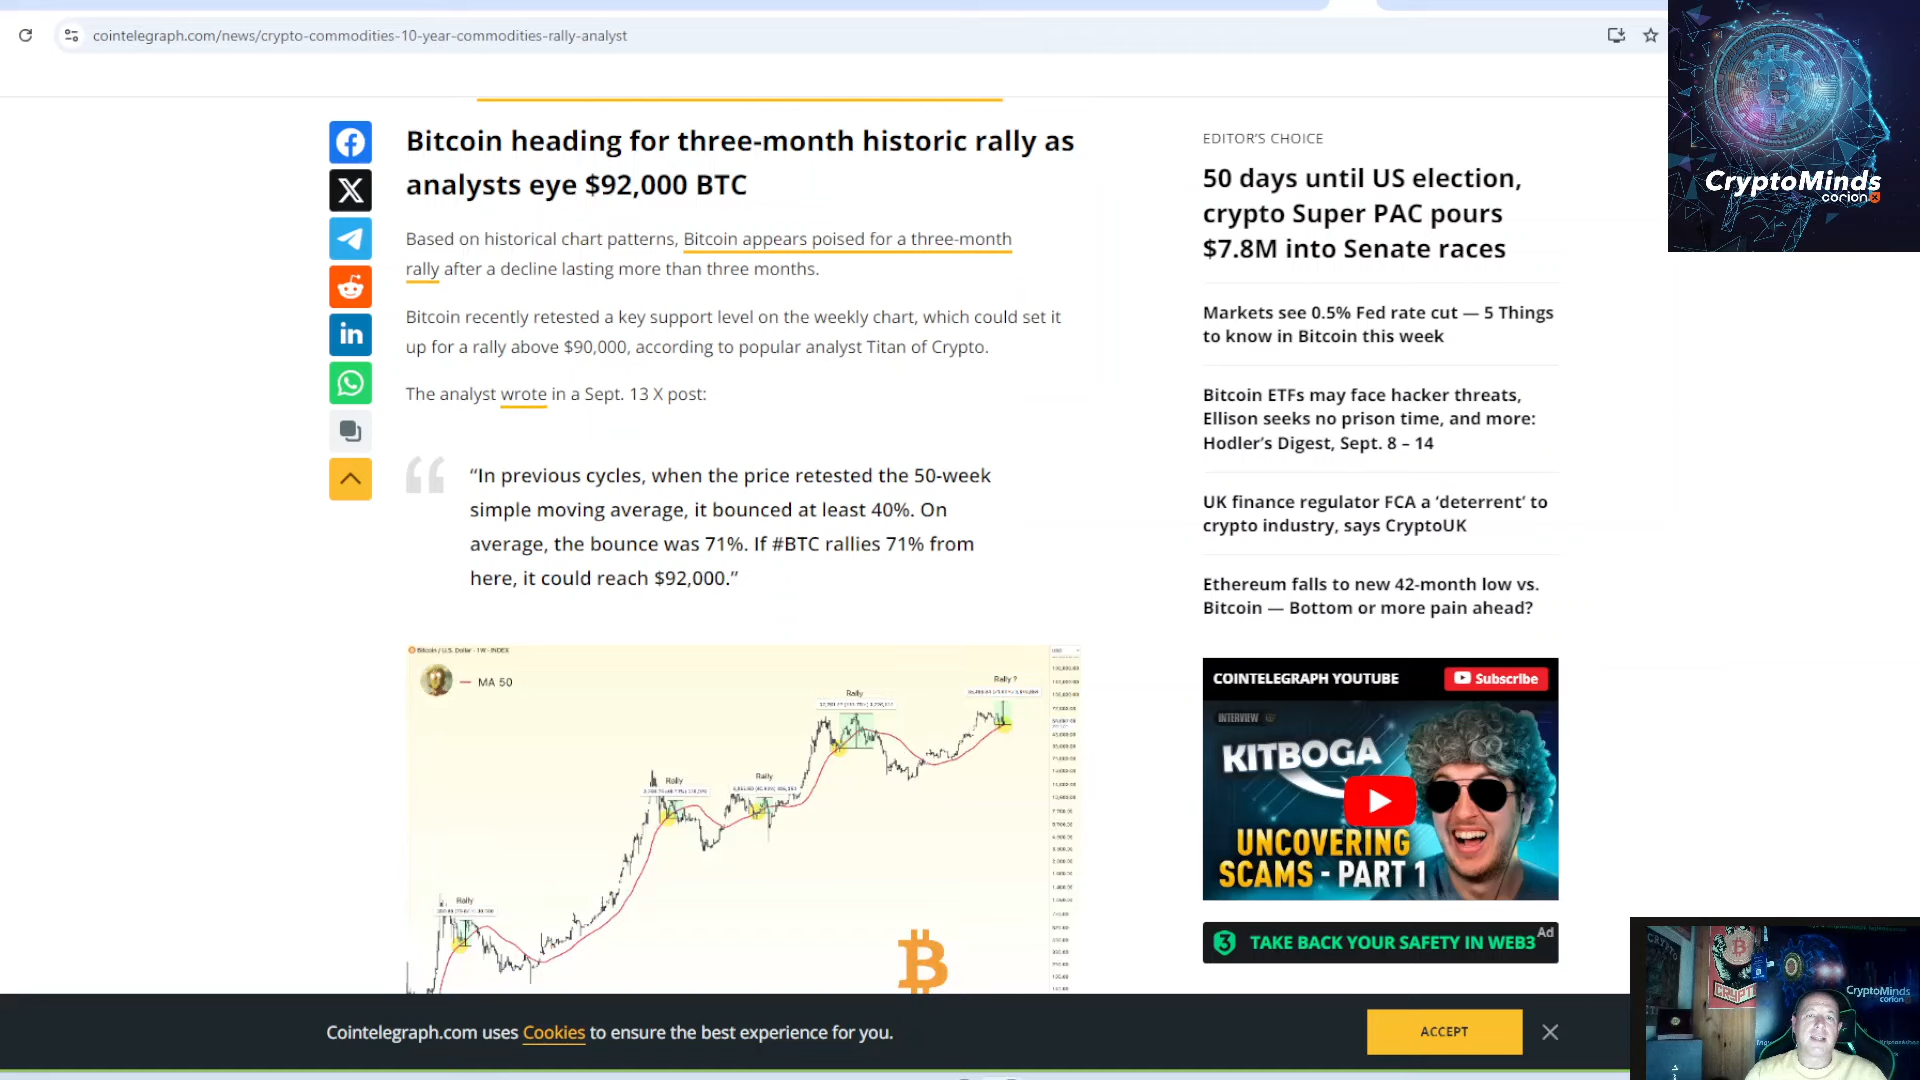 cointelegraph.com/news/crypto-commodities-10-year-commodities-rally-analyst
CryptoMinds
corion
Bitcoin heading for three-month historic rally as
analysts eye $92,000 BTC
Based on historical chart patterns, Bitcoin appears poised for a three-month
rally after a decline lasting more than three months.
Bitcoin recently retested a key support level on the weekly chart, which could set it
up for a rally above $90,000, according to popular analyst Titan of Crypto.
The analyst wrote in a Sept. 13 X post:
“In previous cycles, when the price retested the 50-week
simple moving average, it bounced at least 40%. On
average, the bounce was 71%. If #BTC rallies 71% from
here, it could reach $92,000.”
Bitcoin / U.S. Dollar · 1W · INDEX
MA 50
Rally
Rally
Rally
Rally
Rally ?
EDITOR’S CHOICE
50 days until US election,
crypto Super PAC pours
$7.8M into Senate races
Markets see 0.5% Fed rate cut — 5 Things
to know in Bitcoin this week
Bitcoin ETFs may face hacker threats,
Ellison seeks no prison time, and more:
Hodler’s Digest, Sept. 8 – 14
UK finance regulator FCA a ‘deterrent’ to
crypto industry, says CryptoUK
Ethereum falls to new 42-month low vs.
Bitcoin — Bottom or more pain ahead?
COINTELEGRAPH YOUTUBE
Subscribe
INTERVIEW
KITBOGA
UNCOVERING
SCAMS - PART 1
TAKE BACK YOUR SAFETY IN WEB3
Ad
Cointelegraph.com uses Cookies to ensure the best experience for you.
ACCEPT
CryptoMinds
corion